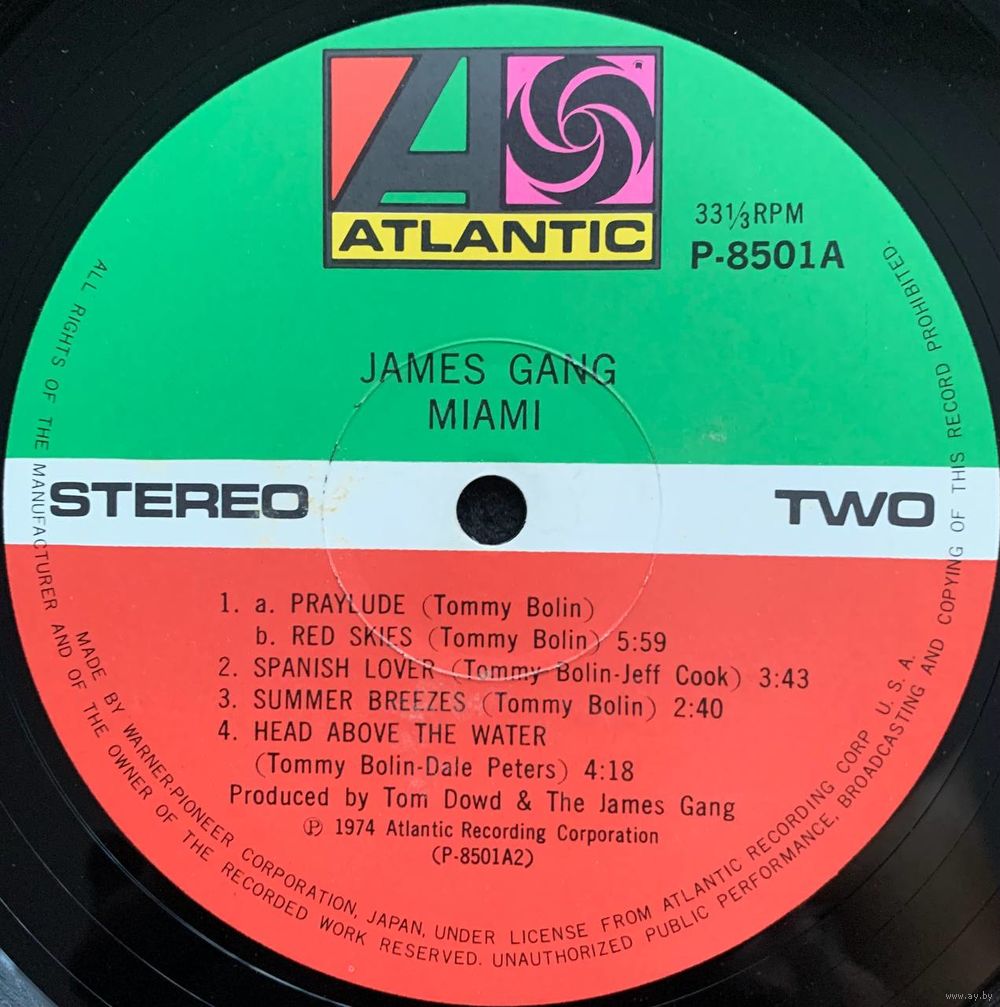 ATLANTIC
33⅓RPM
P-8501A
JAMES GANG
MIAMI
STEREO
TWO
1. a. PRAYLUDE (Tommy Bolin)
b. RED SKIES (Tommy Bolin) 5:59
2. SPANISH LOVER (Tommy Bolin-Jeff Cook) 3:43
3. SUMMER BREEZES (Tommy Bolin) 2:40
4. HEAD ABOVE THE WATER
(Tommy Bolin-Dale Peters) 4:18
Produced by Tom Dowd & The James Gang
Ⓟ 1974 Atlantic Recording Corporation
(P-8501A2)
MADE BY WARNER-PIONEER CORPORATION, JAPAN, UNDER LICENSE FROM ATLANTIC RECORDING CORP U. S. A.
ALL RIGHTS OF THE MANUFACTURER AND OF THE OWNER OF THE RECORDED WORK RESERVED. UNAUTHORIZED PUBLIC PERFORMANCE, BROADCASTING AND COPYING OF THIS RECORD PROHIBITED.
www.ay.by